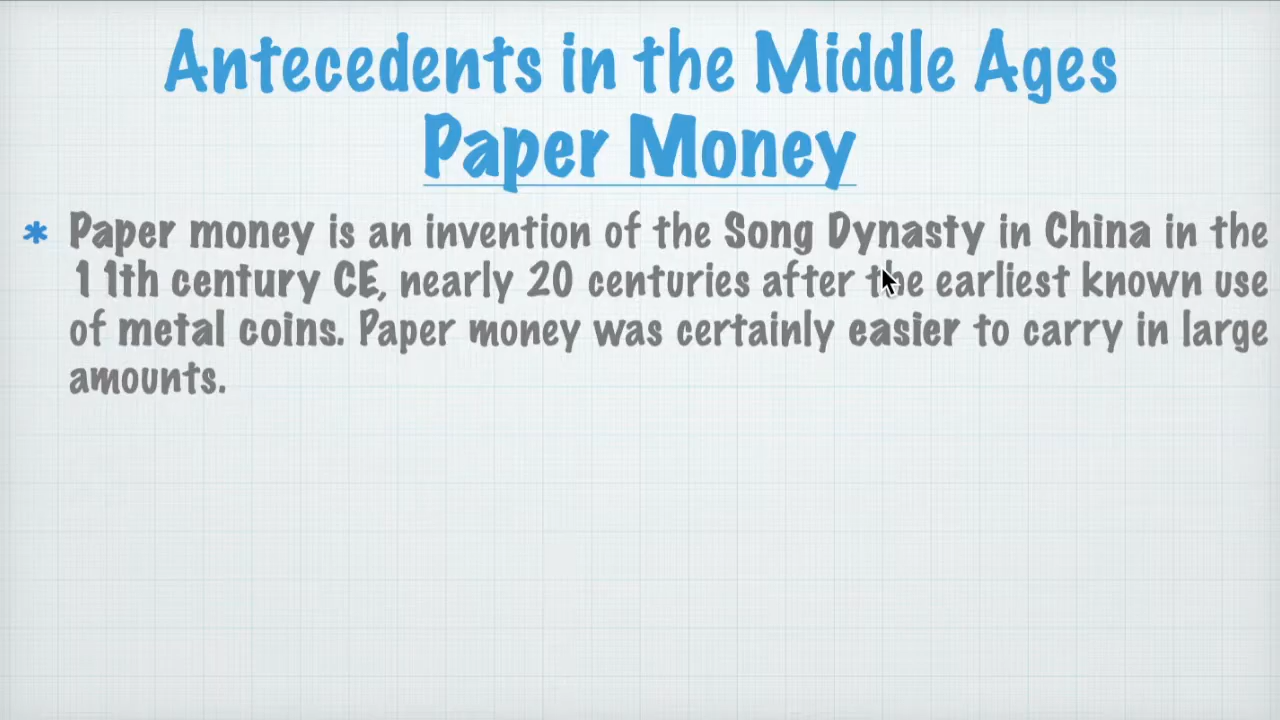 Antecedents in the Middle Ages
Paper Money
* Paper money is an invention of the Song Dynasty in China in the
11th century CE, nearly 20 centuries after the earliest known use
of metal coins. Paper money was certainly easier to carry in large
amounts.